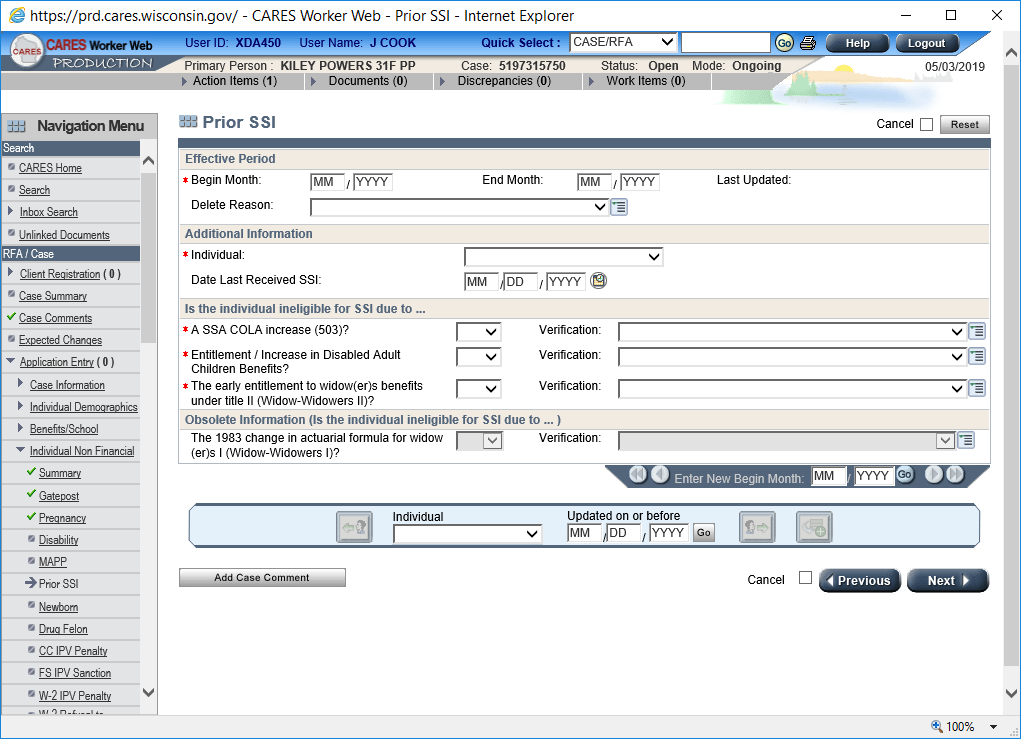 https://prd.cares.wisconsin.gov/ - CARES Worker Web - Prior SSI - Internet Explorer
CARES CARES Worker Web
PRODUCTION
User ID: XDA450 User Name: J COOK Quick Select : CASE/RFA Go Help Logout
Primary Person : KILEY POWERS 31F PP Case: 5197315750 Status: Open Mode: Ongoing 05/03/2019
Action Items (1) Documents (0) Discrepancies (0) Work Items (0)
Navigation Menu
Search
CARES Home
Search
Inbox Search
Unlinked Documents
RFA / Case
Client Registration ( 0 )
Case Summary
Case Comments
Expected Changes
Application Entry ( 0 )
Case Information
Individual Demographics
Benefits/School
Individual Non Financial
Summary
Gatepost
Pregnancy
Disability
MAPP
Prior SSI
Newborn
Drug Felon
CC IPV Penalty
FS IPV Sanction
W-2 IPV Penalty
W-2 Refusal to
Prior SSI Cancel Reset
Effective Period
* Begin Month: MM / YYYY End Month: MM / YYYY Last Updated:
Delete Reason:
Additional Information
* Individual:
Date Last Received SSI: MM / DD / YYYY
Is the individual ineligible for SSI due to ...
* A SSA COLA increase (503)? Verification:
* Entitlement / Increase in Disabled Adult Verification:
Children Benefits?
* The early entitlement to widow(er)s benefits Verification:
under title II (Widow-Widowers II)?
Obsolete Information (Is the individual ineligible for SSI due to ... )
The 1983 change in actuarial formula for widow Verification:
(er)s I (Widow-Widowers I)?
Enter New Begin Month: MM / YYYY Go
Individual Updated on or before
MM / DD / YYYY Go
Add Case Comment Cancel Previous Next
100%